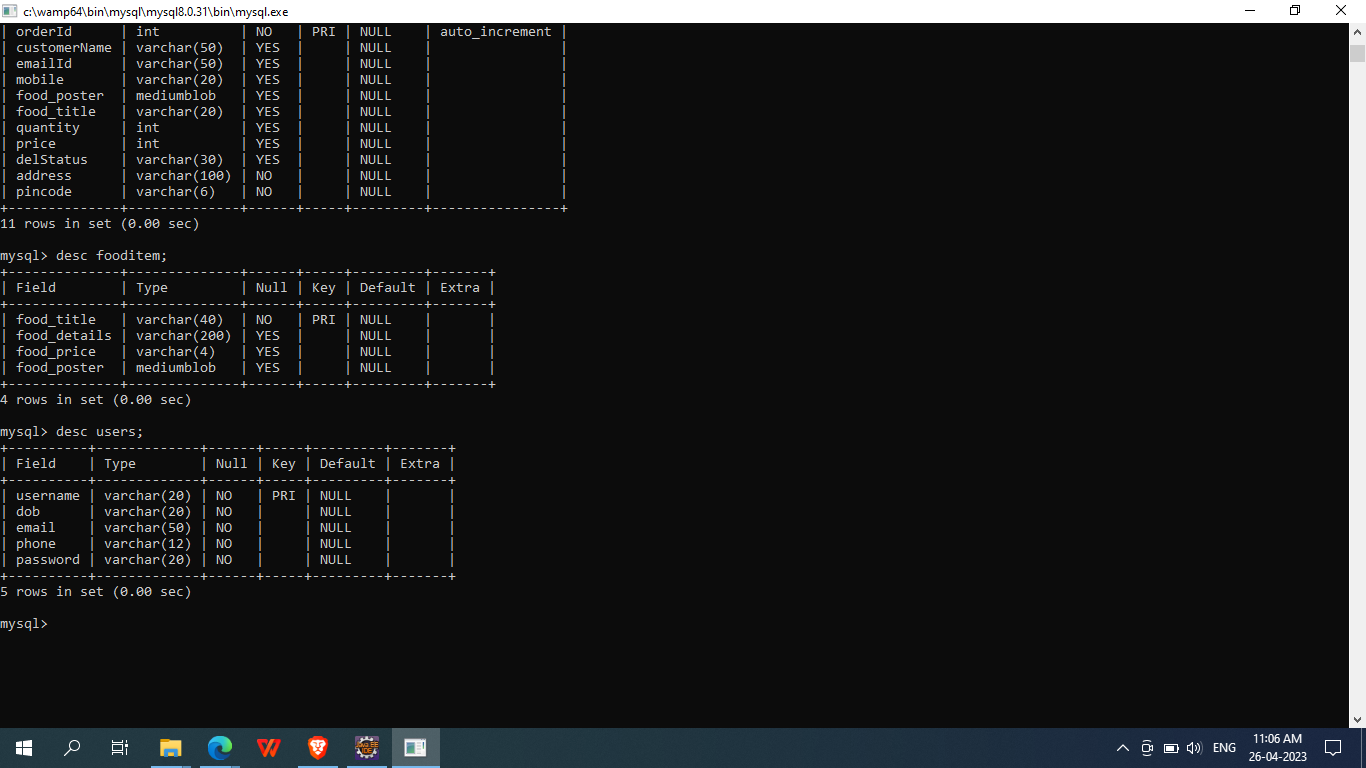 c:\wamp64\bin\mysql\mysql8.0.31\bin\mysql.exe
| orderId      | int          | NO   | PRI | NULL    | auto_increment |
| customerName | varchar(50)  | YES  |     | NULL    |                |
| emailId      | varchar(50)  | YES  |     | NULL    |                |
| mobile       | varchar(20)  | YES  |     | NULL    |                |
| food_poster  | mediumblob   | YES  |     | NULL    |                |
| food_title   | varchar(20)  | YES  |     | NULL    |                |
| quantity     | int          | YES  |     | NULL    |                |
| price        | int          | YES  |     | NULL    |                |
| delStatus    | varchar(30)  | YES  |     | NULL    |                |
| address      | varchar(100) | NO   |     | NULL    |                |
| pincode      | varchar(6)   | NO   |     | NULL    |                |
+--------------+--------------+------+-----+---------+----------------+
11 rows in set (0.00 sec)
mysql> desc fooditem;
+--------------+--------------+------+-----+---------+-------+
| Field        | Type         | Null | Key | Default | Extra |
+--------------+--------------+------+-----+---------+-------+
| food_title   | varchar(40)  | NO   | PRI | NULL    |       |
| food_details | varchar(200) | YES  |     | NULL    |       |
| food_price   | varchar(4)   | YES  |     | NULL    |       |
| food_poster  | mediumblob   | YES  |     | NULL    |       |
+--------------+--------------+------+-----+---------+-------+
4 rows in set (0.00 sec)
mysql> desc users;
+----------+-------------+------+-----+---------+-------+
| Field    | Type        | Null | Key | Default | Extra |
+----------+-------------+------+-----+---------+-------+
| username | varchar(20) | NO   | PRI | NULL    |       |
| dob      | varchar(20) | NO   |     | NULL    |       |
| email    | varchar(50) | NO   |     | NULL    |       |
| phone    | varchar(12) | NO   |     | NULL    |       |
| password | varchar(20) | NO   |     | NULL    |       |
+----------+-------------+------+-----+---------+-------+
5 rows in set (0.00 sec)
mysql>
Java EE
IDE
ENG
11:06 AM
26-04-2023